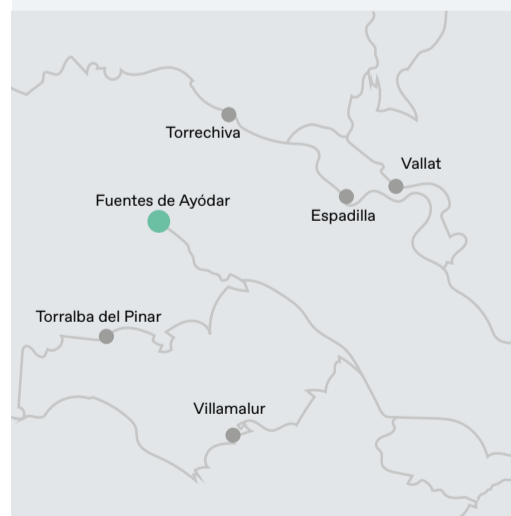 Torrechiva
Vallat
Fuentes de Ayódar
Espadilla
Torralba del Pinar
Villamalur